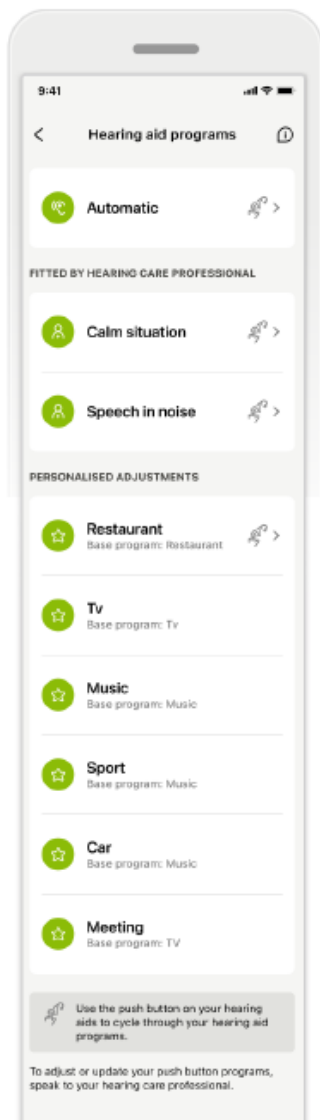 9:41
Hearing aid programs
Automatic
FITTED BY HEARING CARE PROFESSIONAL
Calm situation
Speech in noise
PERSONALISED ADJUSTMENTS
Restaurant
Base program: Restaurant
Tv
Base program: Tv
Music
Base program: Music
Sport
Base program: Music
Car
Base program: Music
Meeting
Base program: TV
Use the push button on your hearing
aids to cycle through your hearing aid
programs.
To adjust or update your push button programs,
speak to your hearing care professional.